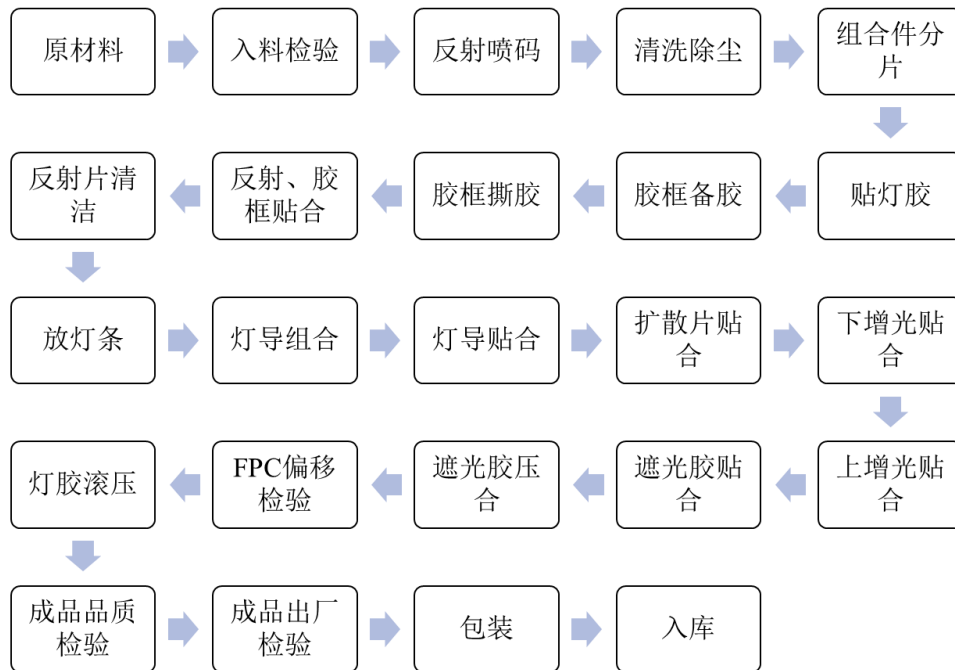 原材料
入料检验
反射喷码
清洗除尘
组合件分
片
贴灯胶
胶框备胶
胶框撕胶
反射、胶
框贴合
反射片清
洁
放灯条
灯导组合
灯导贴合
扩散片贴
合
下增光贴
合
上增光贴
合
遮光胶贴
合
遮光胶压
合
FPC偏移
检验
灯胶滚压
成品品质
检验
成品出厂
检验
包装
入库